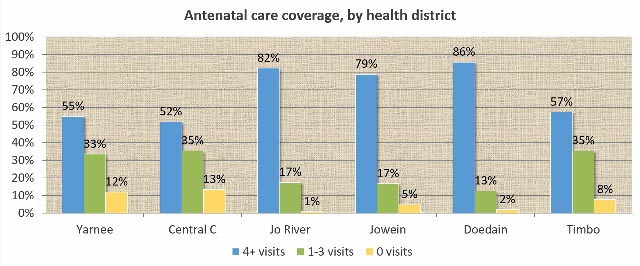 Antenatal care coverage, by health district
100%
90%
80%
70%
60%
50%
40%
30%
20%
10%
0%
55%
33%
12%
52%
35%
13%
82%
17%
1%
79%
17%
5%
86%
13%
2%
57%
35%
8%
Yarnee
Central C
Jo River
Jowein
Doedain
Timbo
4+ visits
1-3 visits
0 visits